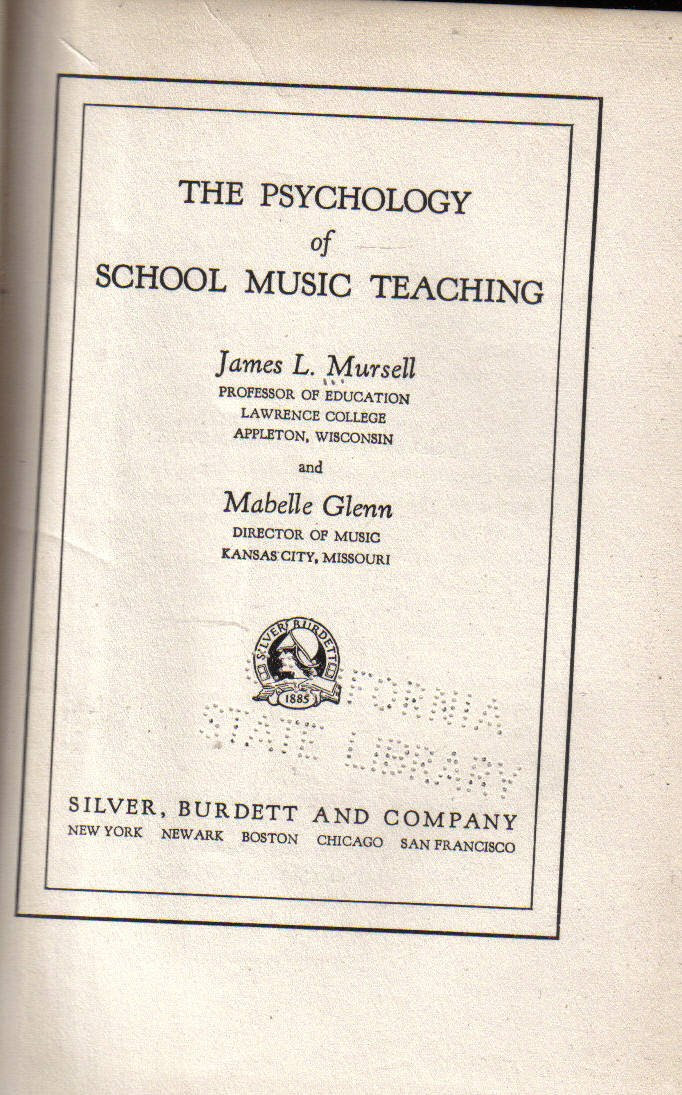 THE PSYCHOLOGY
of
SCHOOL MUSIC TEACHING
James L. Mursell
PROFESSOR OF EDUCATION
LAWRENCE COLLEGE
APPLETON, WISCONSIN
and
Mabelle Glenn
DIRECTOR OF MUSIC
KANSAS CITY, MISSOURI
SILVER BURDETT
1885
FORNIA
STATE LIBRARY
SILVER, BURDETT AND COMPANY
NEW YORK NEWARK BOSTON CHICAGO SAN FRANCISCO